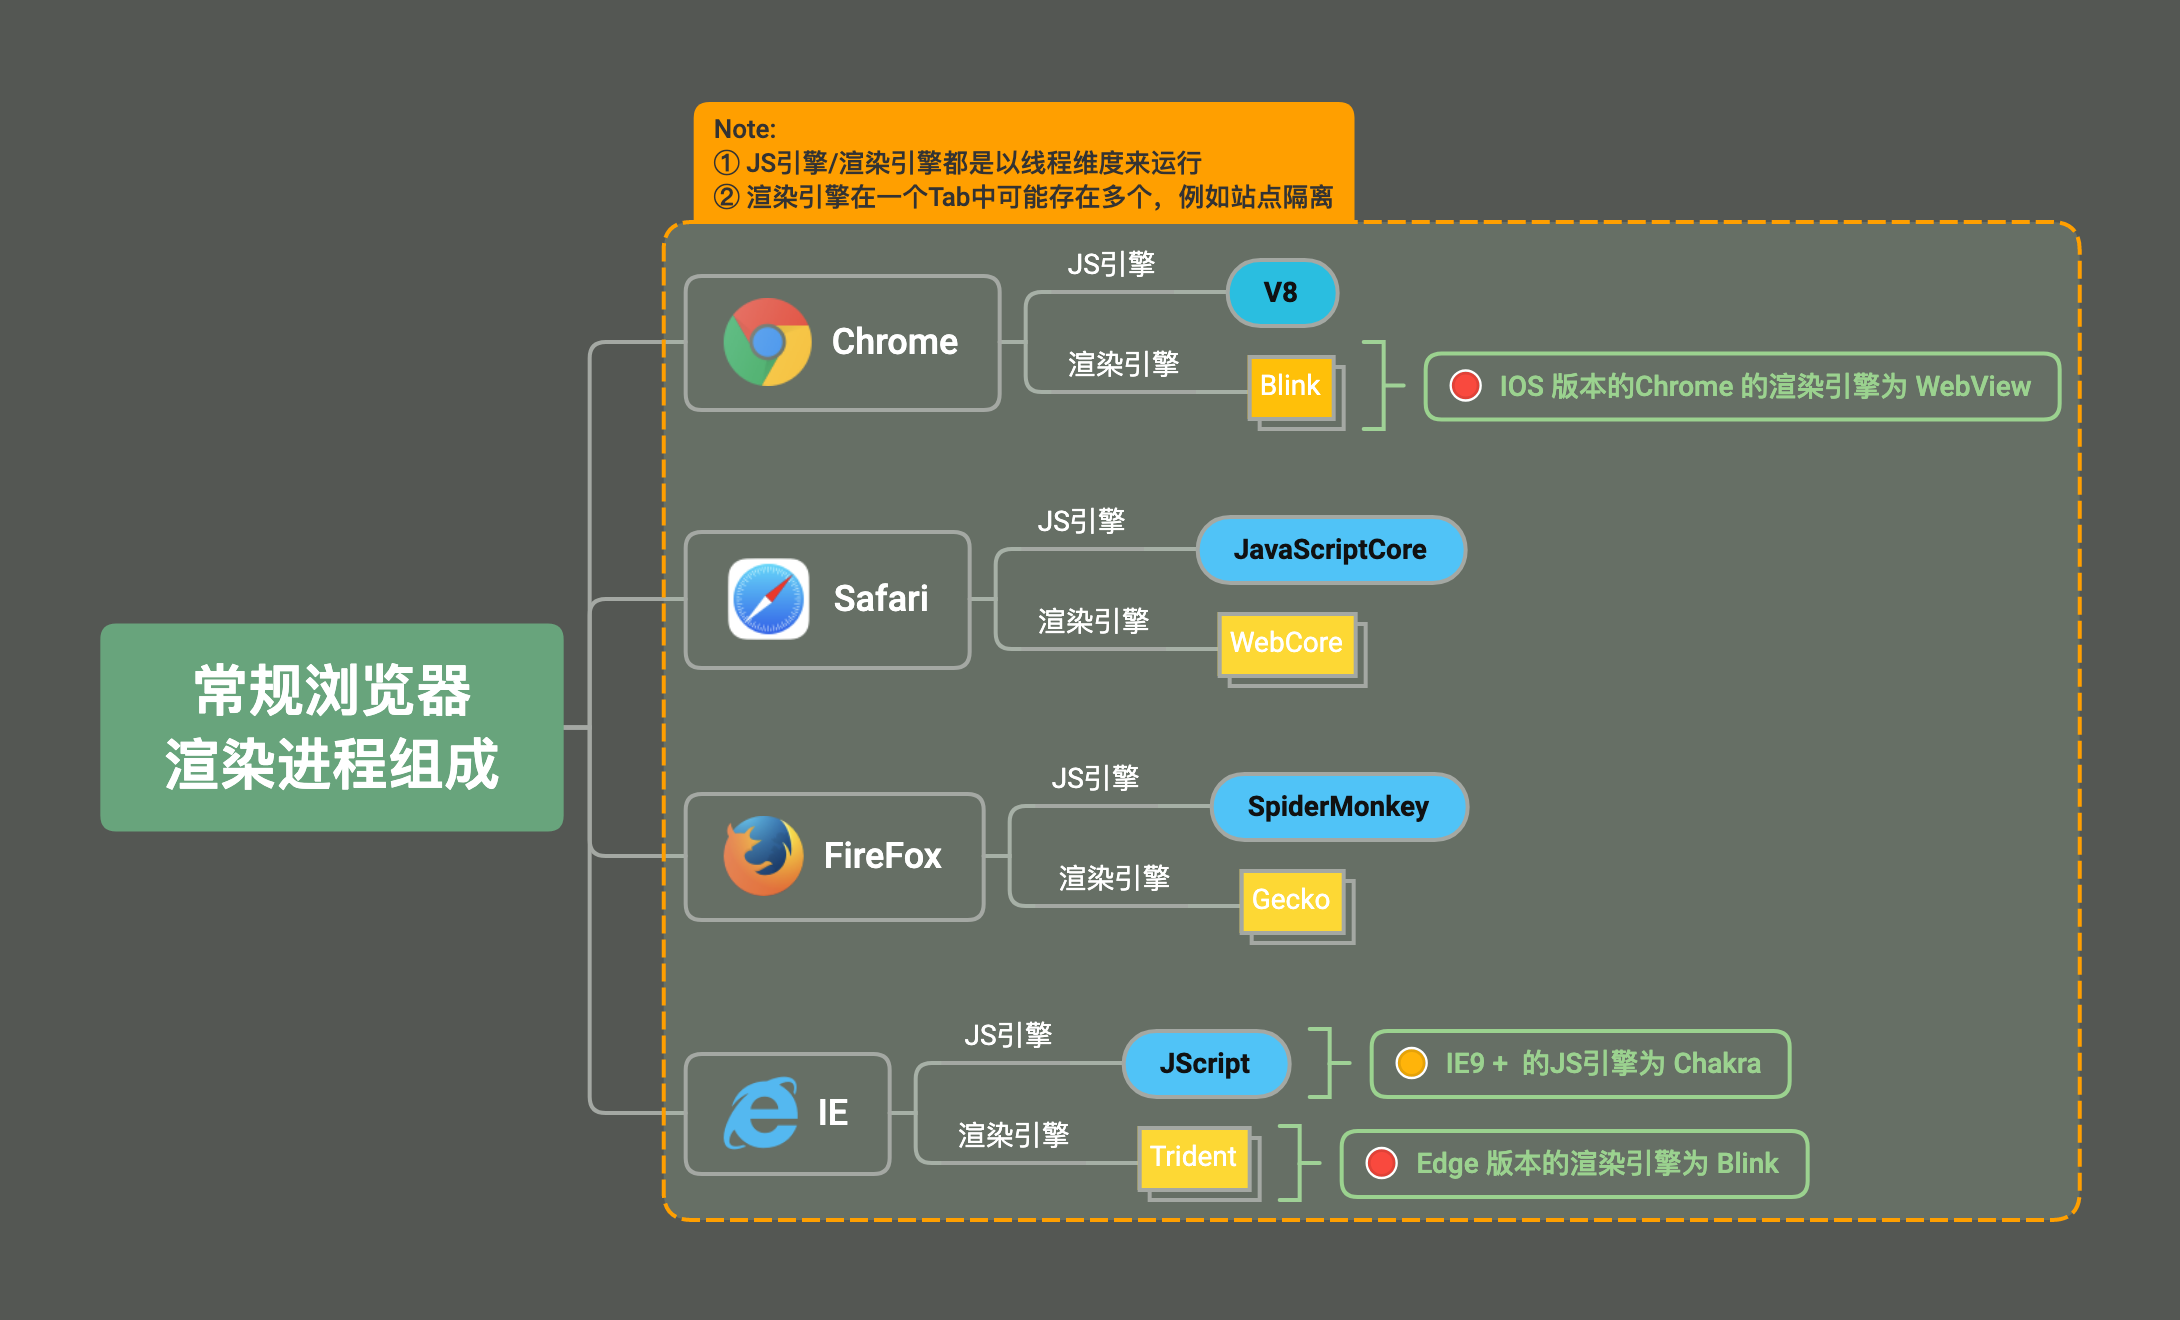 Note:
① JS引擎/渲染引擎都是以线程维度来运行
② 渲染引擎在一个Tab中可能存在多个，例如站点隔离
常规浏览器
渲染进程组成
Chrome
JS引擎
V8
渲染引擎
Blink
IOS 版本的Chrome 的渲染引擎为 WebView
Safari
JS引擎
JavaScriptCore
渲染引擎
WebCore
FireFox
JS引擎
SpiderMonkey
渲染引擎
Gecko
IE
JS引擎
JScript
IE9 + 的JS引擎为 Chakra
渲染引擎
Trident
Edge 版本的渲染引擎为 Blink